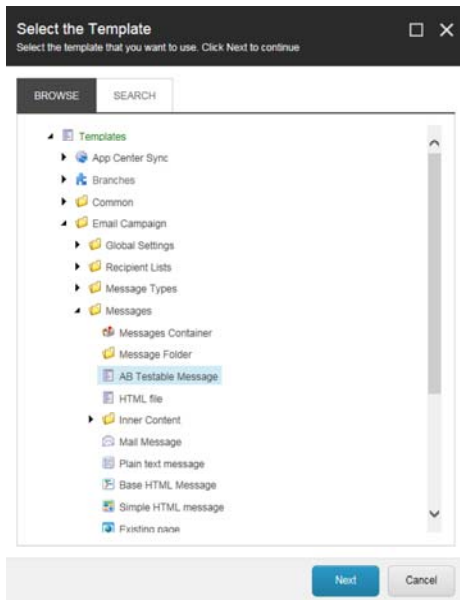 Select the Template
Select the template that you want to use. Click Next to continue
BROWSE
SEARCH
Templates
App Center Sync
Branches
Common
Email Campaign
Global Settings
Recipient Lists
Message Types
Messages
Messages Container
Message Folder
AB Testable Message
HTML file
Inner Content
Mail Message
Plain text message
Base HTML Message
Simple HTML message
Existing page
Next
Cancel